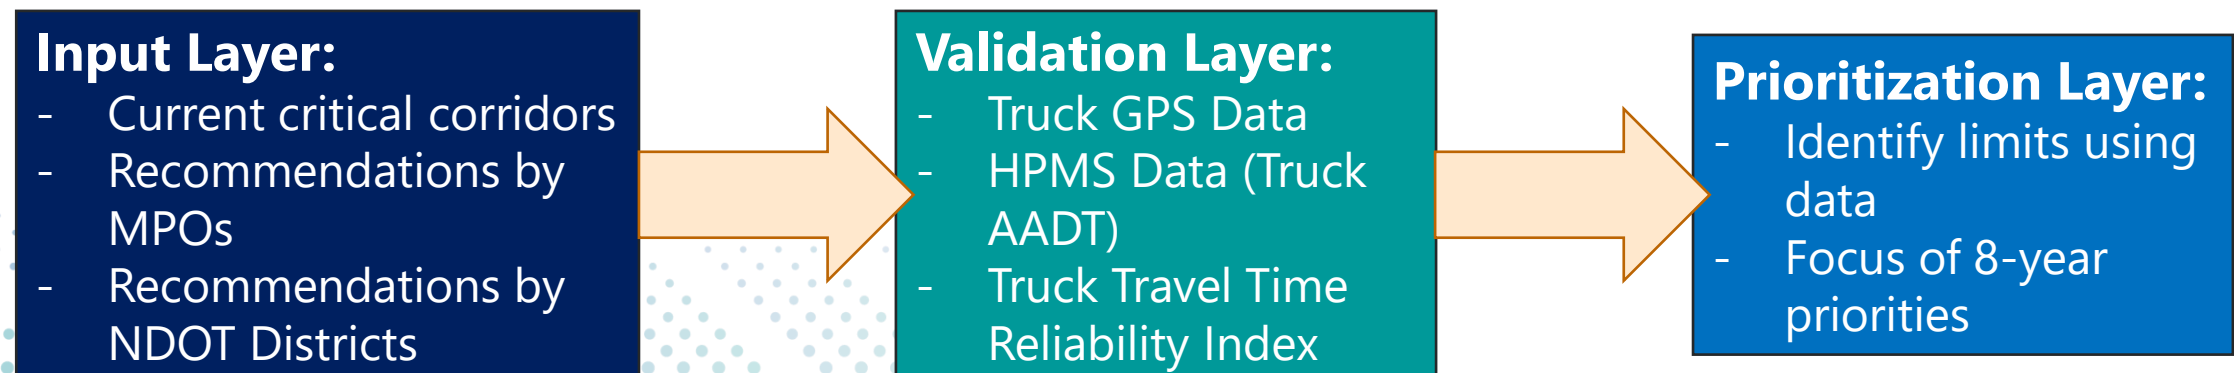 Input Layer:
- Current critical corridors
- Recommendations by
MPOs
- Recommendations by
NDOT Districts
Validation Layer:
- Truck GPS Data
- HPMS Data (Truck
AADT)
- Truck Travel Time
Reliability Index
Prioritization Layer:
- Identify limits using
data
- Focus of 8-year
priorities